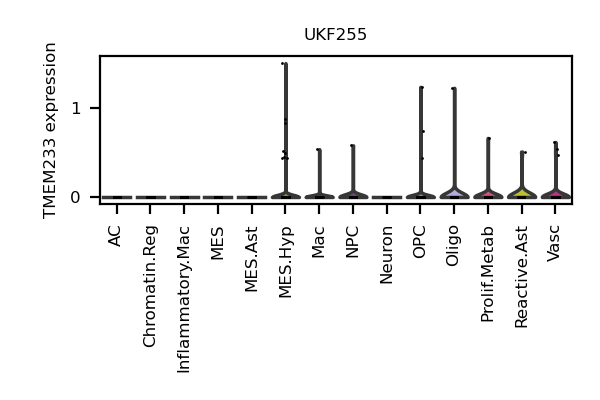 UKF255
TMEM233 expression
1
0
AC
Chromatin.Reg
Inflammatory.Mac
MES
MES.Ast
MES.Hyp
Mac
NPC
Neuron
OPC
Oligo
Prolif.Metab
Reactive.Ast
Vasc